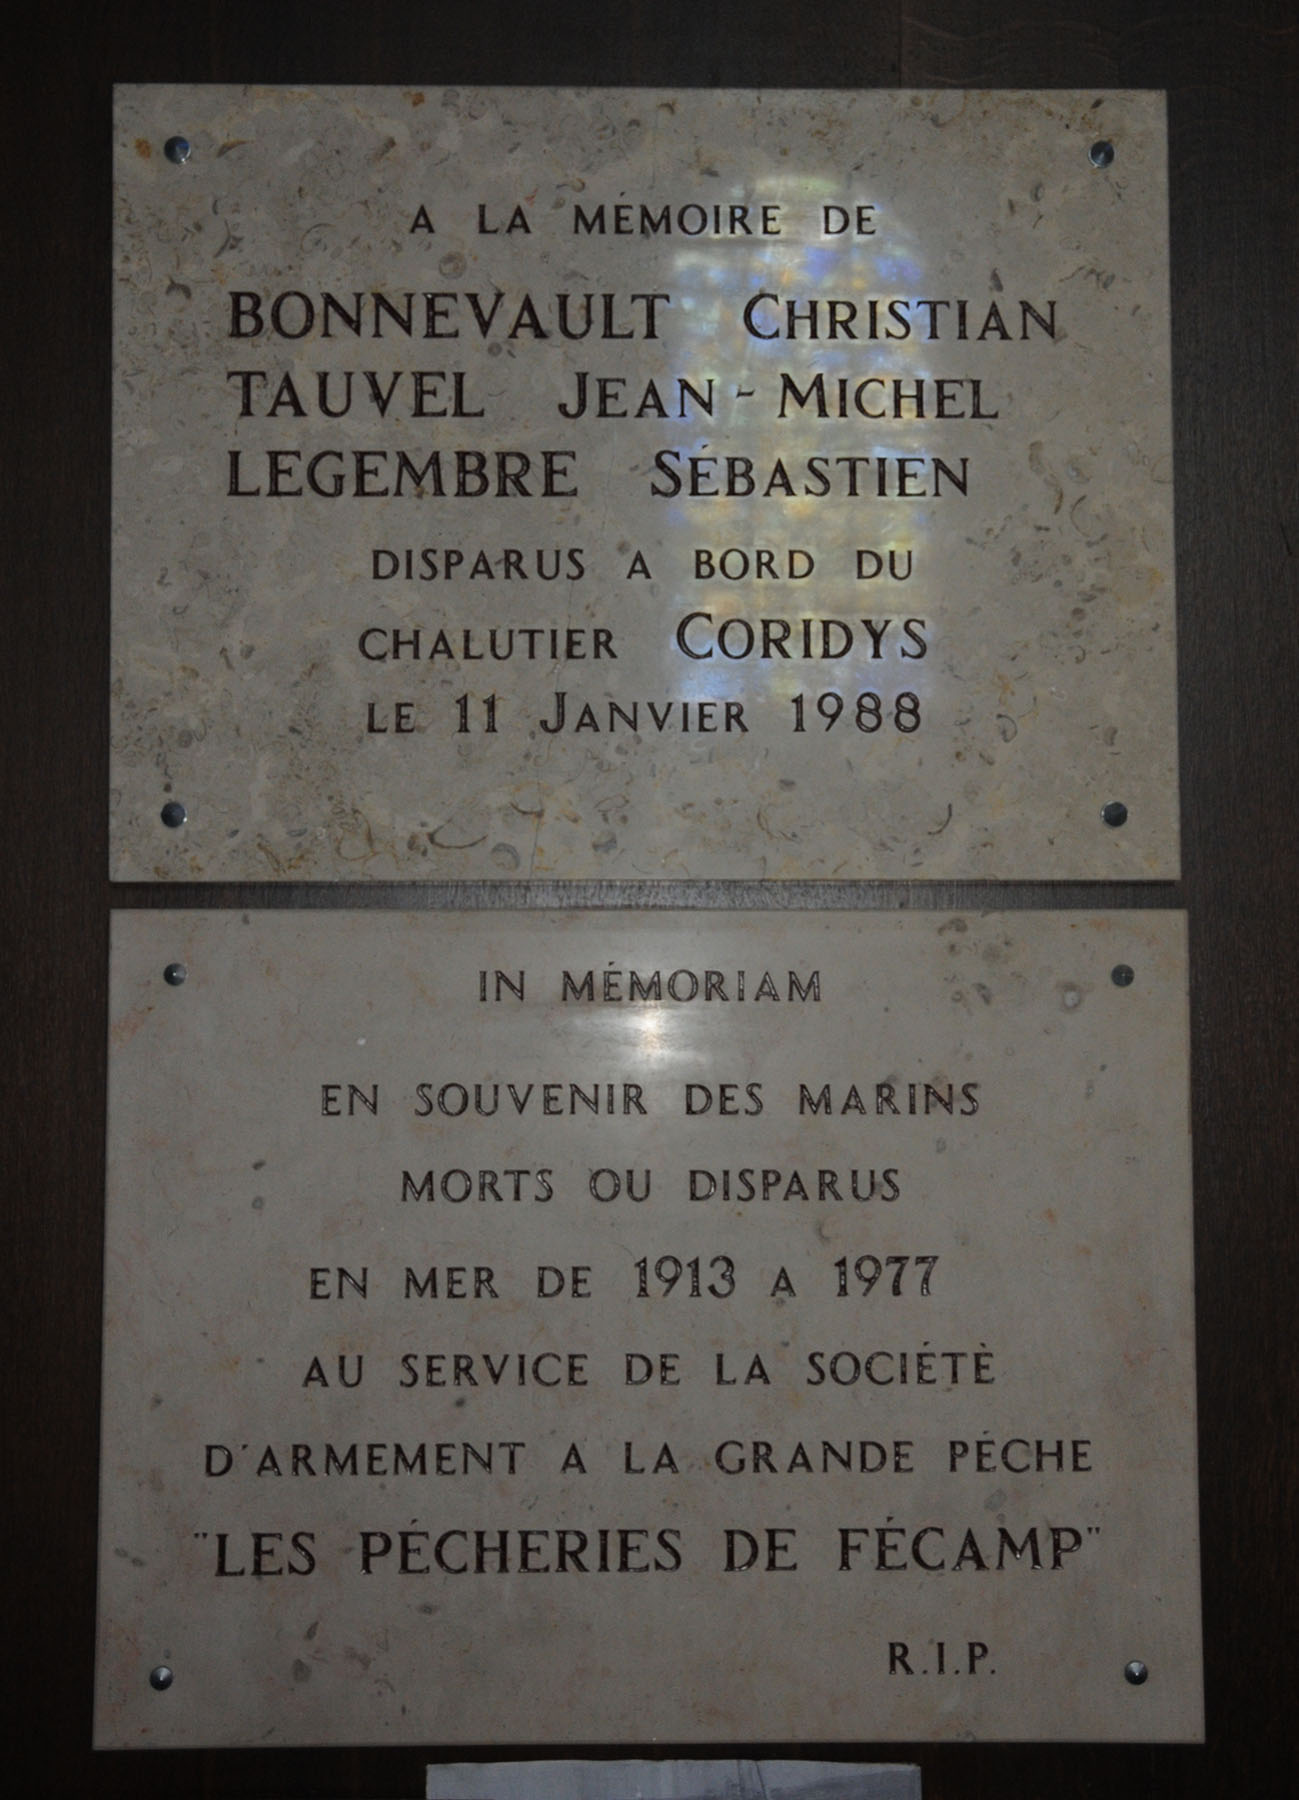 A LA MÉMOIRE DE
BONNEVAULT CHRISTIAN
TAUVEL JEAN-MICHEL
LEGEMBRE SÉBASTIEN
DISPARUS A BORD DU
CHALUTIER CORIDYS
LE 11 JANVIER 1988
IN MÉMORIAM
EN SOUVENIR DES MARINS
MORTS OU DISPARUS
EN MER DE 1913 A 1977
AU SERVICE DE LA SOCIÉTÉ
D'ARMEMENT A LA GRANDE PÉCHE
"LES PÉCHERIES DE FÉCAMP"
R.I.P.